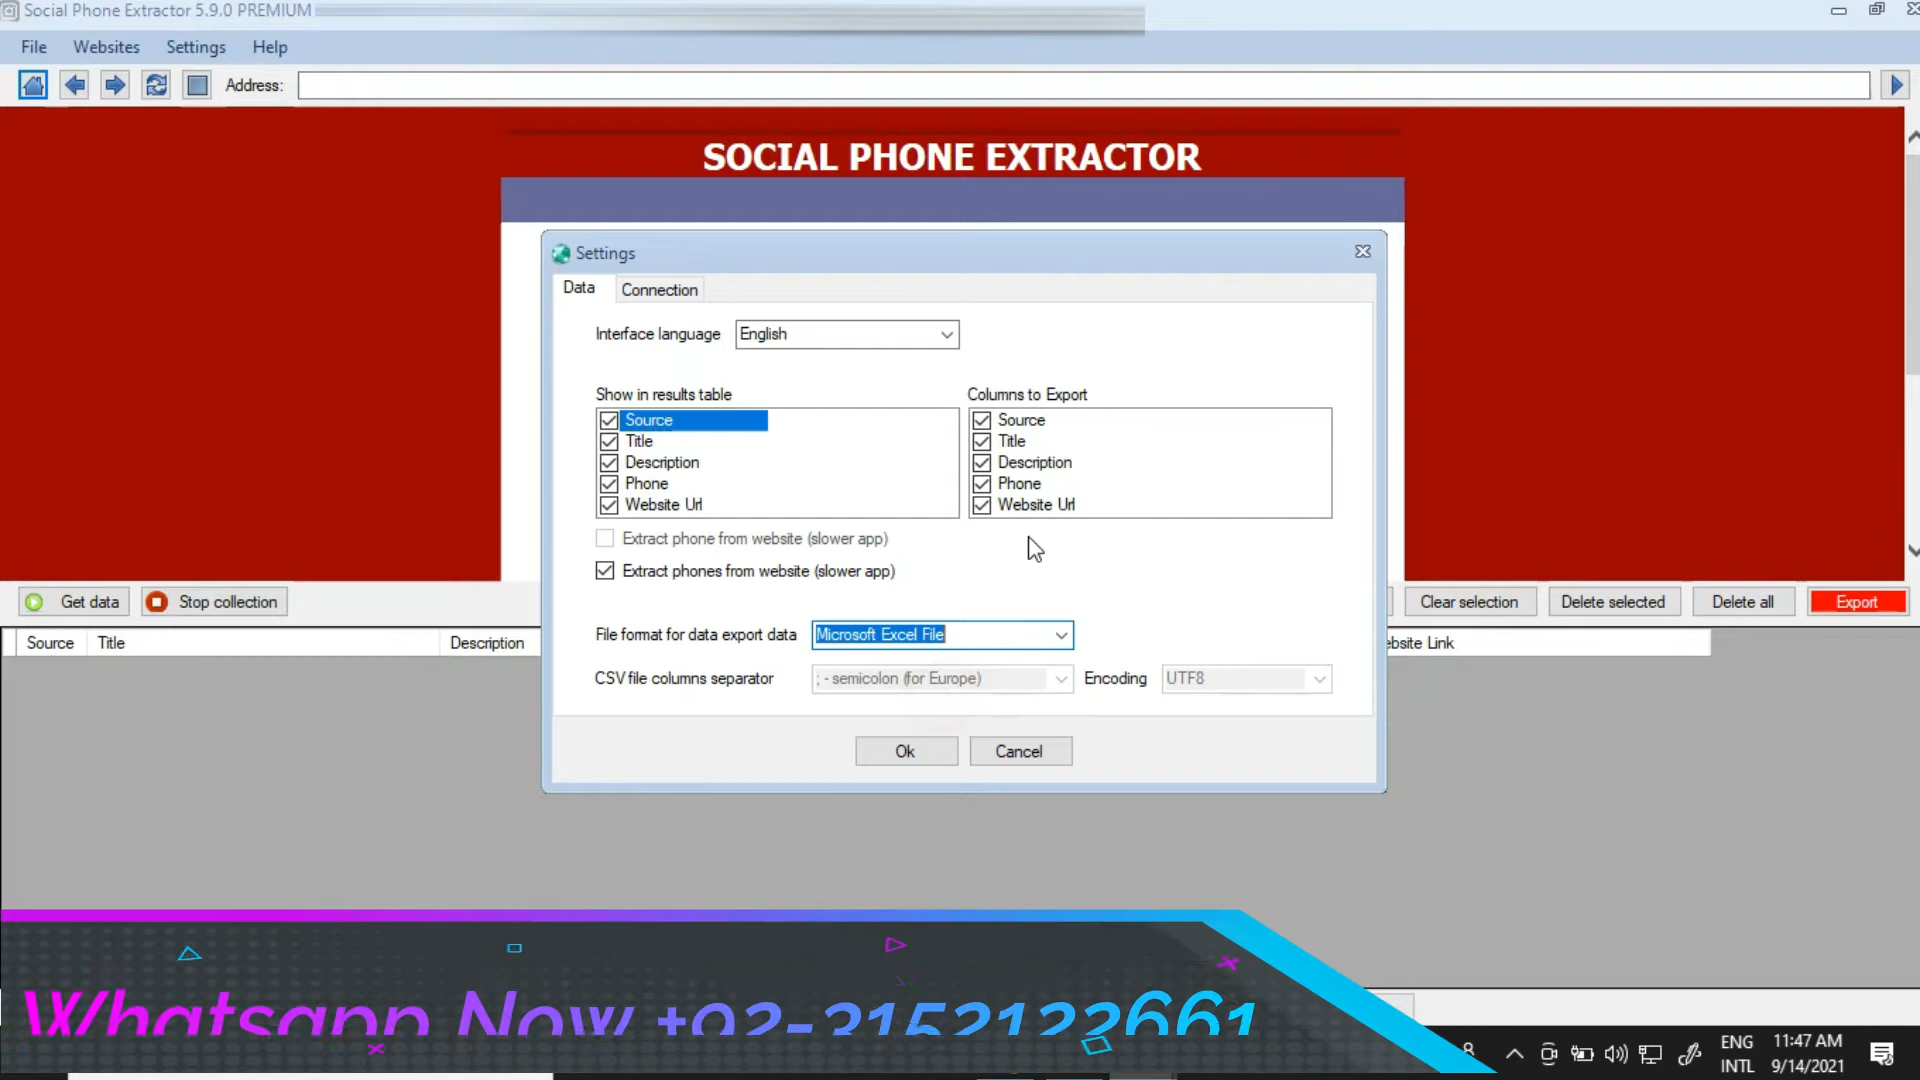 Social Phone Extractor 5.9.0 PREMIUM
File Websites Settings Help
Address:
SOCIAL PHONE EXTRACTOR
Settings
Data Connection
Interface language English
Show in results table Columns to Export
Source Source
Title Title
Description Description
Phone Phone
Website Url Website Url
Extract phone from website (slower app)
Extract phones from website (slower app)
Get data Stop collection Clear selection Delete selected Delete all Export
File format for data export data Microsoft Excel File
Source Title Description ebsite Link
CSV file columns separator ; - semicolon (for Europe) Encoding UTF8
Ok Cancel
Whatsapp Now
ENG 11:47 AM
INTL 9/14/2021